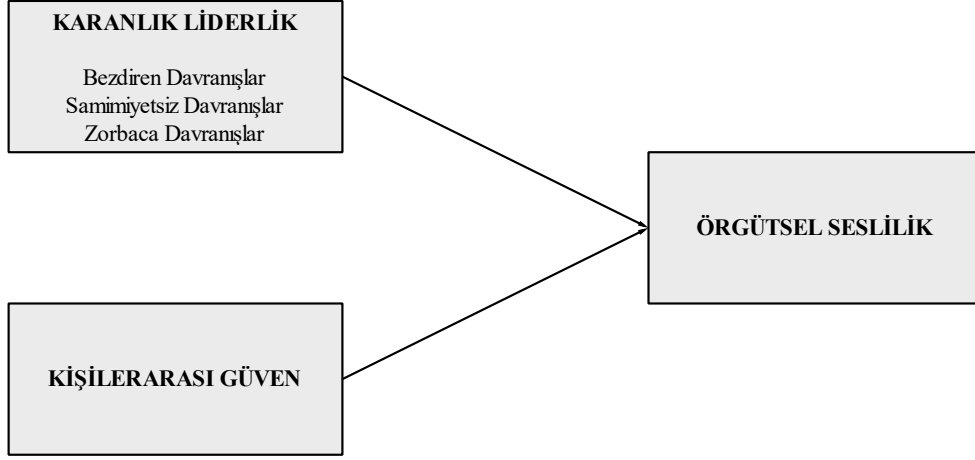 KARANLIK LİDERLİK
Bezdiren Davranışlar
Samimiyetsiz Davranışlar
Zorbaca Davranışlar
ÖRGÜTSEL SESLİLİK
KİŞİLERARASI GÜVEN